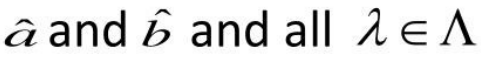 â and b̂ and all λ ∈ Λ